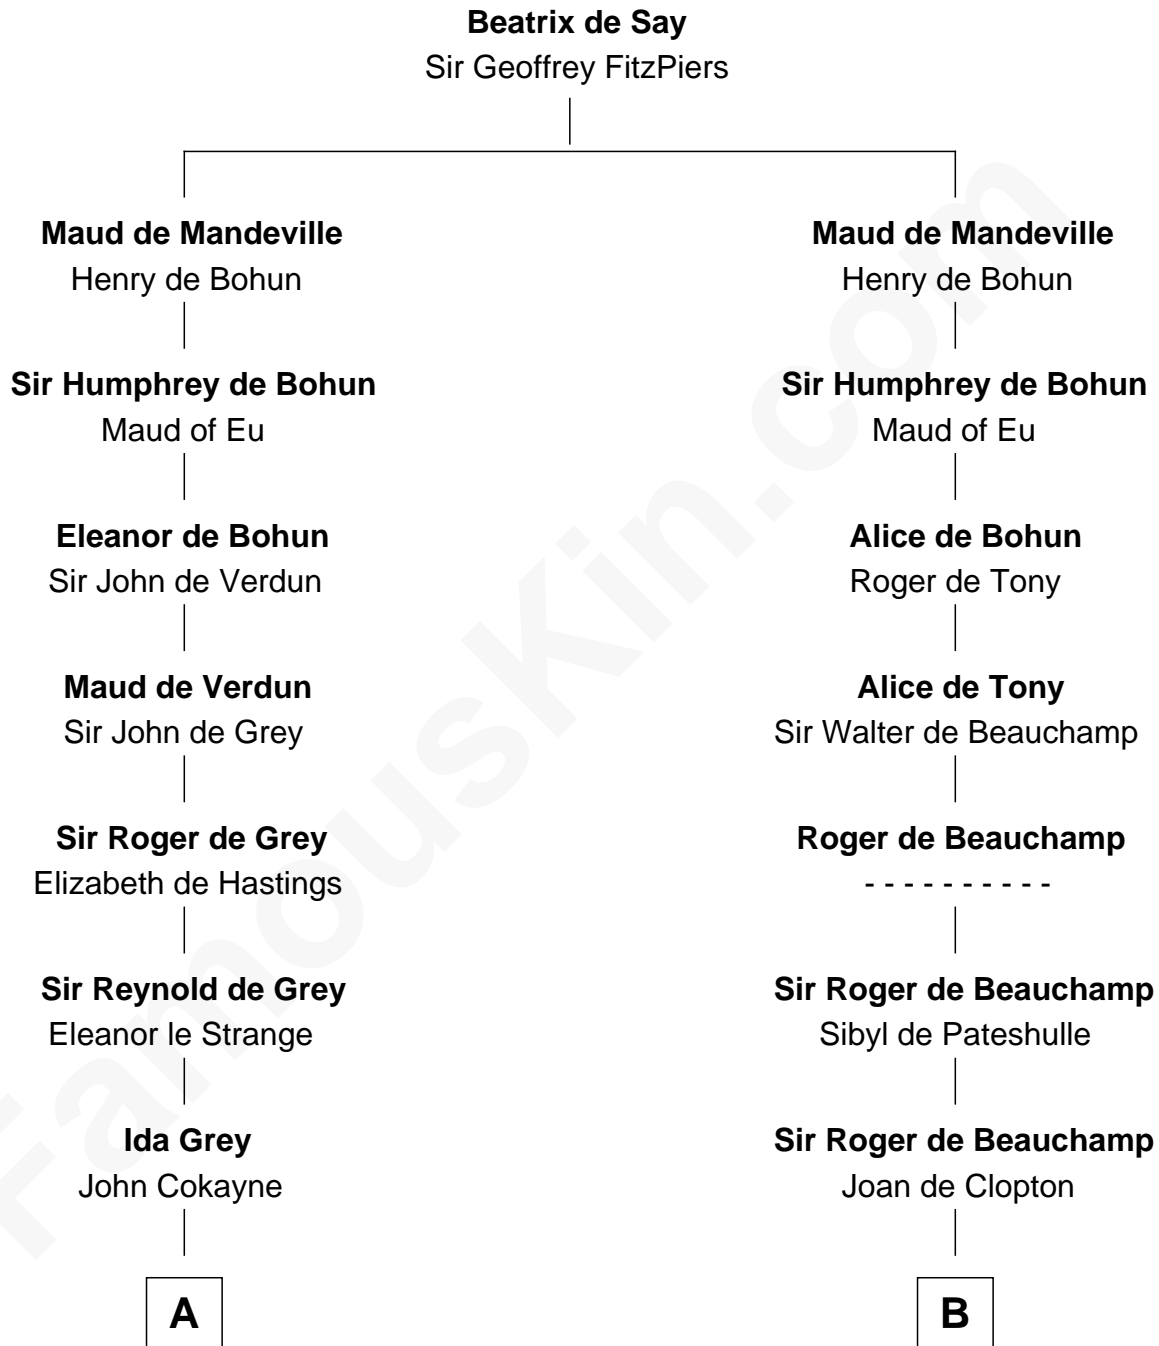 Beatrix de Say
Sir Geoffrey FitzPiers
Maud de Mandeville
Henry de Bohun
Maud de Mandeville
Henry de Bohun
Sir Humphrey de Bohun
Maud of Eu
Sir Humphrey de Bohun
Maud of Eu
Eleanor de Bohun
Sir John de Verdun
Alice de Bohun
Roger de Tony
Maud de Verdun
Sir John de Grey
Alice de Tony
Sir Walter de Beauchamp
Sir Roger de Grey
Elizabeth de Hastings
Roger de Beauchamp
- - - - - - - - - -
Sir Reynold de Grey
Eleanor le Strange
Sir Roger de Beauchamp
Sibyl de Pateshulle
Ida Grey
John Cokayne
Sir Roger de Beauchamp
Joan de Clopton
A
B
FamousKin.com